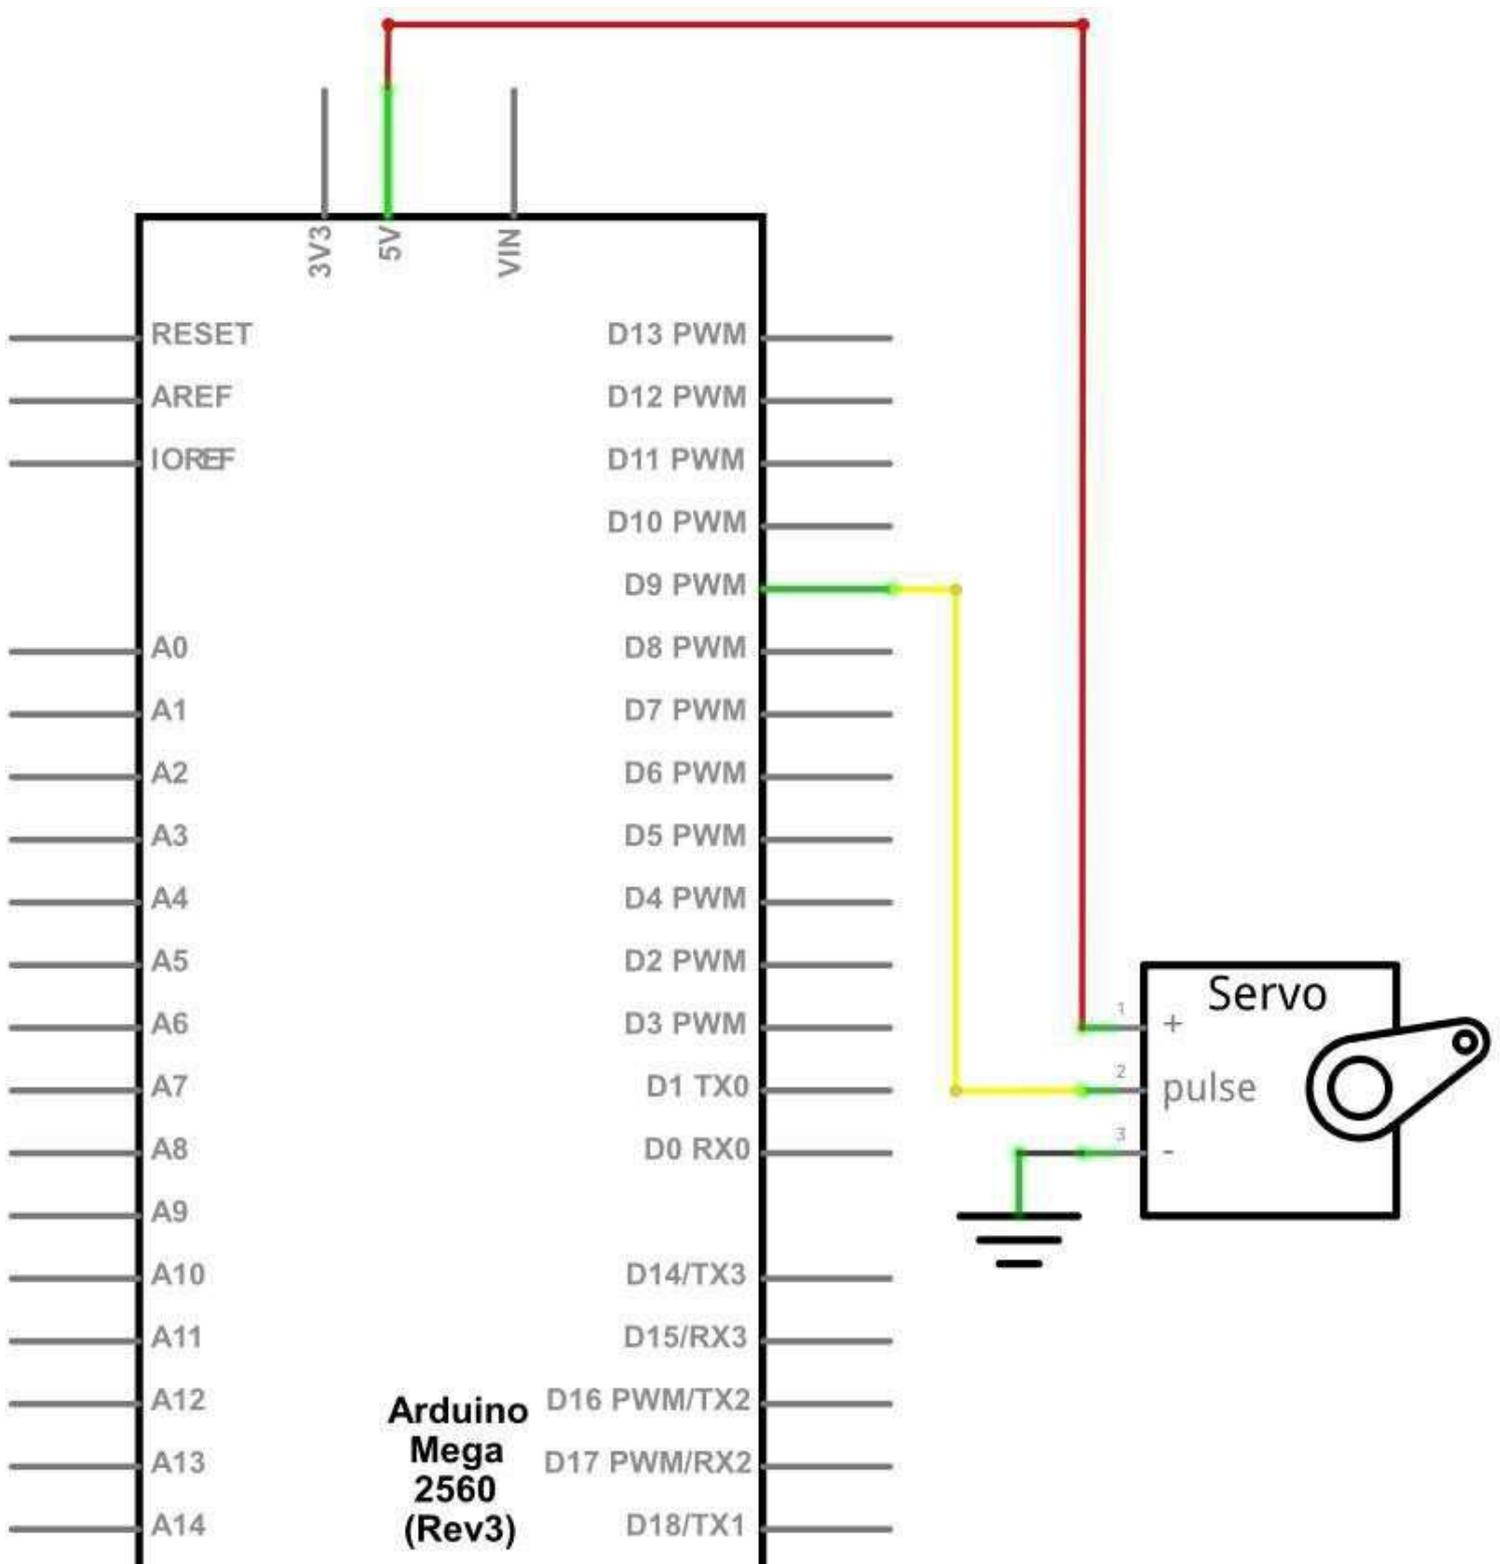 3V3 5V VIN
RESET D13 PWM
AREF D12 PWM
IOREF D11 PWM
D10 PWM
D9 PWM
A0 D8 PWM
A1 D7 PWM
A2 D6 PWM
A3 D5 PWM
A4 D4 PWM
A5 D2 PWM
A6 D3 PWM
A7 D1 TX0
A8 D0 RX0
A9
A10 D14/TX3
A11 D15/RX3
A12 D16 PWM/TX2
A13 D17 PWM/RX2
A14 D18/TX1
Arduino
Mega
2560
(Rev3)
Servo
1 +
2 pulse
3 -